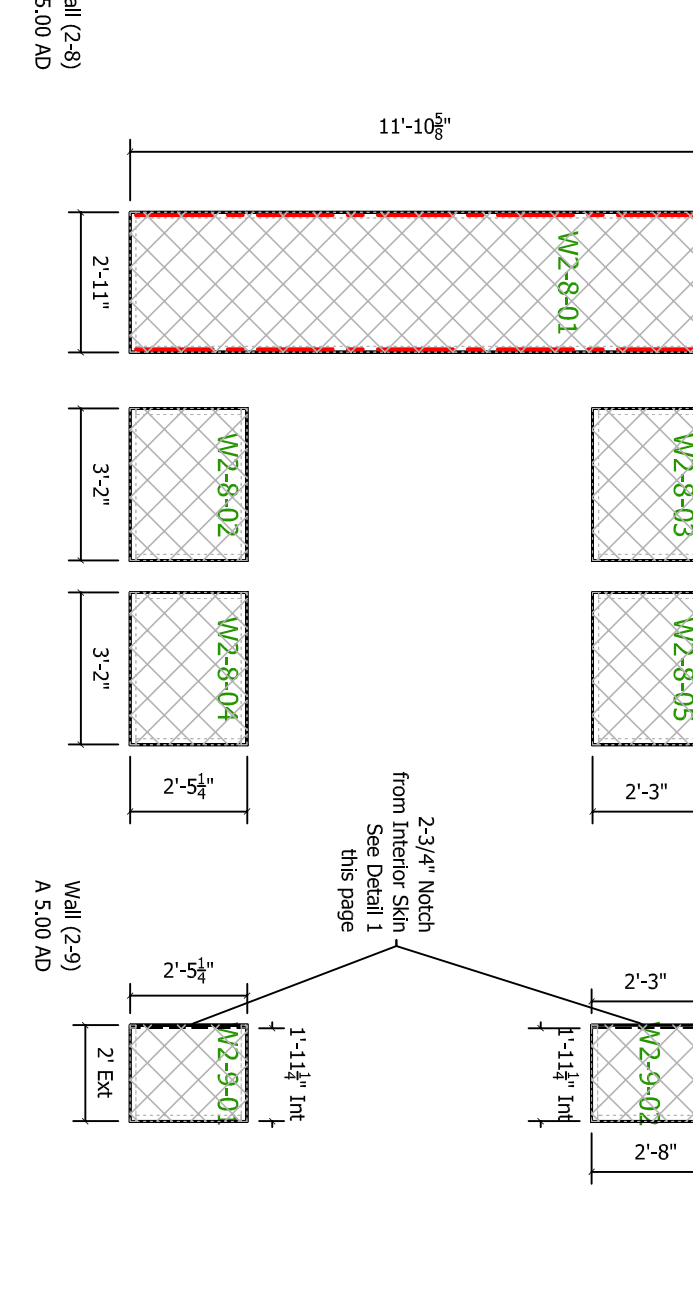 all (2-8)
5.00 AD
11'-10⅝"
2'-11"
W2-8-01
3'-2"
W2-8-02
W2-8-03
3'-2"
W2-8-04
W2-8-05
2'-5¼"
2'-3"
2-3/4" Notch
from Interior Skin
See Detail 1
this page
Wall (2-9)
A 5.00 AD
2'-5¼"
2'-3"
2' Ext
W2-9-01
1'-11¼" Int
1'-11¼" Int
W2-9-02
2'-8"